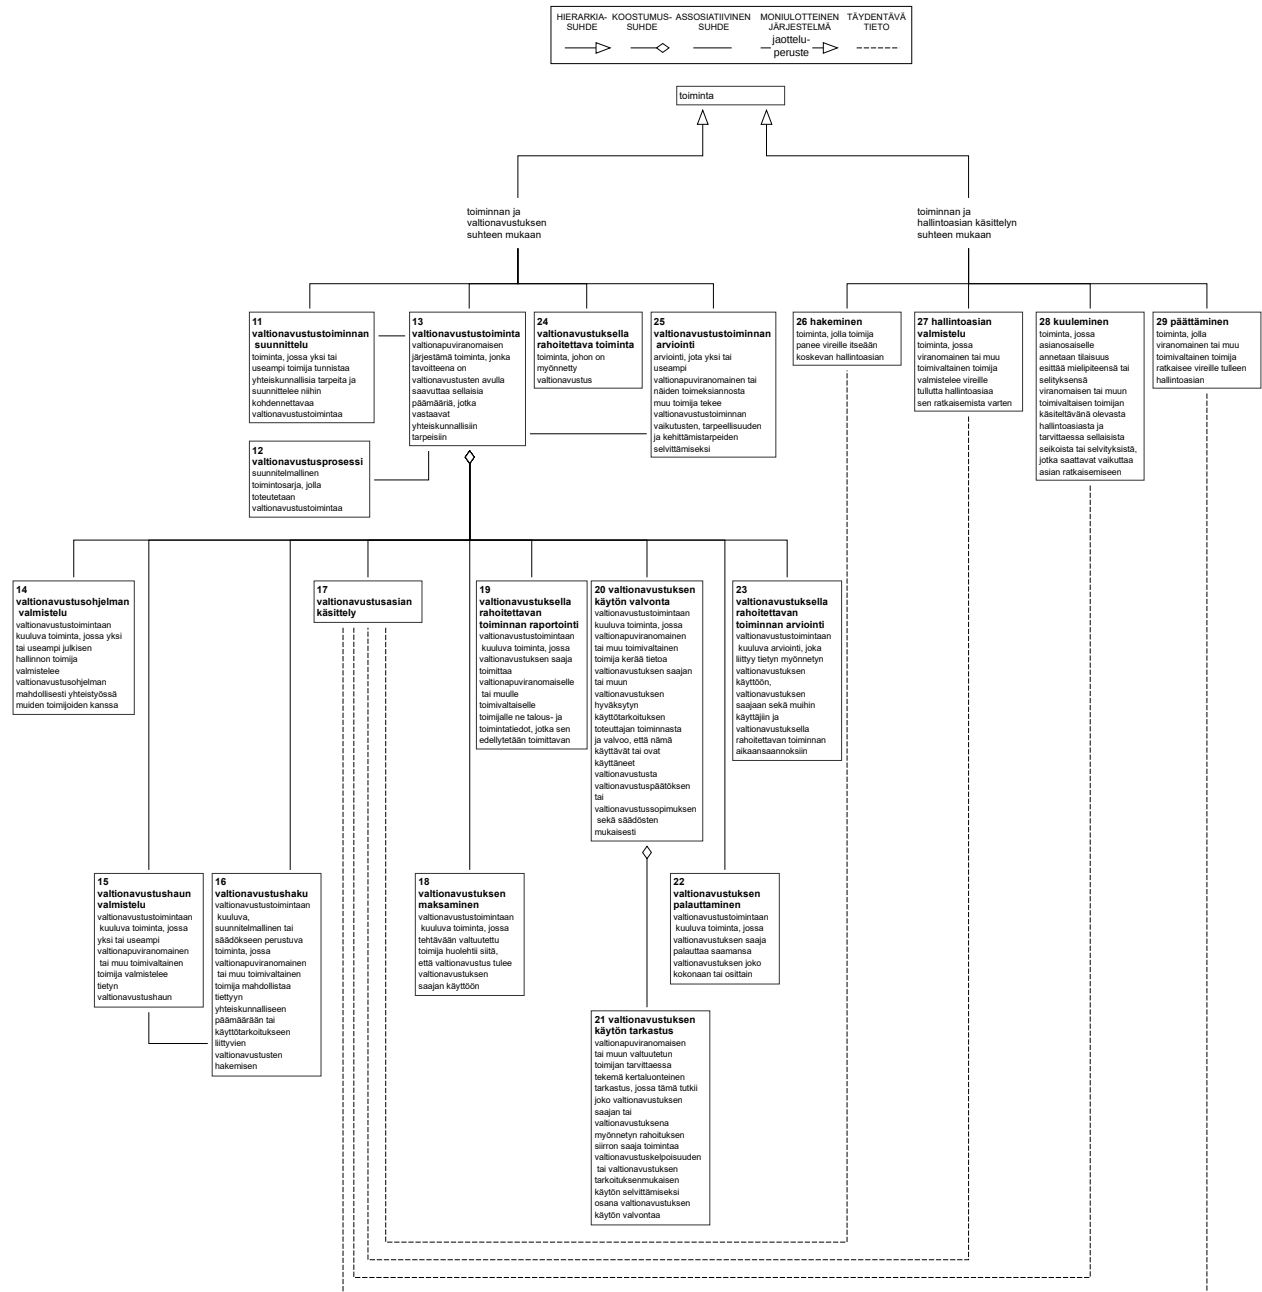 HIERARKIA-
SUHDE
KOOSTUMUS-
SUHDE
ASSOSIATIIVINEN
SUHDE
MONIULOTTEINEN
JÄRJESTELMÄ
jaottelu-
peruste
TÄYDENTÄVÄ
TIETO
toiminta
toiminnan ja
valtionavustuksen
suhteen mukaan
toiminnan ja
hallintoasian käsittelyn
suhteen mukaan
11
valtionavustustoiminnan
suunnittelu
toiminta, jossa yksi tai
useampi toimija tunnistaa
yhteiskunnallisia tarpeita ja
suunnittelee niihin
kohdennettavaa
valtionavustustoimintaa
13
valtionavustustoiminta
valtionapuviranomaisen
järjestämä toiminta, jonka
tavoitteena on
valtionavustusten avulla
saavuttaa sellaisia
päämääriä, jotka
vastaavat
yhteiskunnallisiin
tarpeisiin
24
valtionavustuksella
rahoitettava toiminta
toiminta, johon on
myönnetty
valtionavustus
25
valtionavustustoiminnan
arviointi
arviointi, jota yksi tai
useampi
valtionapuviranomainen tai
näiden toimeksiannosta
muu toimija tekee
valtionavustustoiminnan
vaikutusten, tarpeellisuuden
ja kehittämistarpeiden
selvittämiseksi
26 hakeminen
toiminta, jolla toimija
panee vireille itseään
koskevan hallintoasian
27 hallintoasian
valmistelu
toiminta, jossa
viranomainen tai muu
toimivaltainen toimija
valmistelee vireille
tullutta hallintoasiaa
sen ratkaisemista varten
28 kuuleminen
toiminta, jossa
asianosaiselle
annetaan tilaisuus
esittää mielipiteensä tai
selityksensä
viranomaisen tai muun
toimivaltaisen toimijan
käsiteltävänä olevasta
hallintoasiasta ja
tarvittaessa sellaisista
seikoista tai selvityksistä,
jotka saattavat vaikuttaa
asian ratkaisemiseen
29 päättäminen
toiminta, jolla
viranomainen tai muu
toimivaltainen toimija
ratkaisee vireille tulleen
hallintoasian
12
valtionavustusprosessi
suunnitelmallinen
toimintosarja, jolla
toteutetaan
valtionavustustoimintaa
14
valtionavustusohjelman
valmistelu
valtionavustustoimintaan
kuuluva toiminta, jossa yksi
tai useampi julkisen
hallinnon toimija
valmistelee
valtionavustusohjelman
mahdollisesti yhteistyössä
muiden toimijoiden kanssa
17
valtionavustusasian
käsittely
19
valtionavustuksella
rahoitettavan
toiminnan raportointi
valtionavustustoimintaan
kuuluva toiminta, jossa
valtionavustuksen saaja
toimittaa
valtionapuviranomaiselle
tai muulle
toimivaltaiselle
toimijalle ne talous- ja
toimintatiedot, jotka sen
edellytetään toimittavan
20 valtionavustuksen
käytön valvonta
valtionavustustoimintaan
kuuluva toiminta, jossa
valtionapuviranomainen
tai muu toimivaltainen
toimija kerää tietoa
valtionavustuksen saajan
tai muun
valtionavustuksen
hyväksytyn
käyttötarkoituksen
toteuttajan toiminnasta
ja valvoo, että nämä
käyttävät tai ovat
käyttäneet
valtionavustusta
valtionavustuspäätöksen
tai
valtionavustussopimuksen
sekä säädösten
mukaisesti
23
valtionavustuksella
rahoitettavan
toiminnan arviointi
valtionavustustoimintaan
kuuluva arviointi, joka
liittyy tietyn myönnetyn
valtionavustuksen
käyttöön,
valtionavustuksen
saajaan sekä muihin
käyttäjiin ja
valtionavustuksella
rahoitettavan toiminnan
aikaansaannoksiin
15
valtionavustushaun
valmistelu
valtionavustustoimintaan
kuuluva toiminta, jossa
yksi tai useampi
valtionapuviranomainen
tai muu toimivaltainen
toimija valmistelee
tietyn
valtionavustushaun
16
valtionavustushaku
valtionavustustoimintaan
kuuluva,
suunnitelmallinen tai
säädökseen perustuva
toiminta, jossa
valtionapuviranomainen
tai muu toimivaltainen
toimija mahdollistaa
tiettyyn
yhteiskunnalliseen
päämäärään tai
käyttötarkoitukseen
liittyvien
valtionavustusten
hakemisen
18
valtionavustuksen
maksaminen
valtionavustustoimintaan
kuuluva toiminta, jossa
tehtävään valtuutettu
toimija huolehtii siitä,
että valtionavustus tulee
valtionavustuksen
saajan käyttöön
22
valtionavustuksen
palauttaminen
valtionavustustoimintaan
kuuluva toiminta, jossa
valtionavustuksen saaja
palauttaa saamansa
valtionavustuksen joko
kokonaan tai osittain
21 valtionavustuksen
käytön tarkastus
valtionapuviranomaisen
tai muun valtuutetun
toimijan tarvittaessa
tekemä kertaluonteinen
tarkastus, jossa tämä tutkii
joko valtionavustuksen
saajan tai
valtionavustuksena
myönnetyn rahoituksen
siirron saaja toimintaa
valtionavustuskelpoisuuden
tai valtionavustuksen
tarkoituksenmukaisen
käytön selvittämiseksi
osana valtionavustuksen
käytön valvontaa